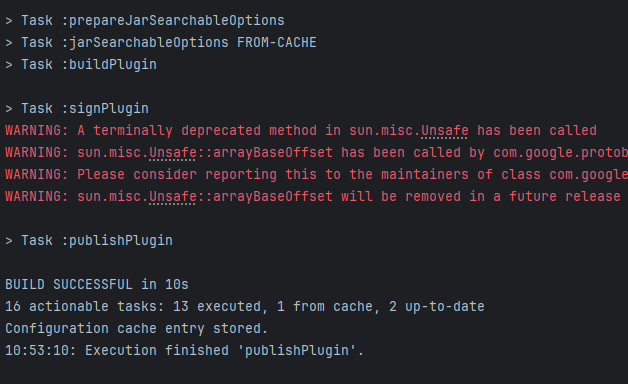 > Task :prepareJarSearchableOptions
> Task :jarSearchableOptions FROM-CACHE
> Task :buildPlugin
> Task :signPlugin
WARNING: A terminally deprecated method in sun.misc.Unsafe has been called
WARNING: sun.misc.Unsafe::arrayBaseOffset has been called by com.google.protob
WARNING: Please consider reporting this to the maintainers of class com.google
WARNING: sun.misc.Unsafe::arrayBaseOffset will be removed in a future release
> Task :publishPlugin
BUILD SUCCESSFUL in 10s
16 actionable tasks: 13 executed, 1 from cache, 2 up-to-date
Configuration cache entry stored.
10:53:10: Execution finished 'publishPlugin'.